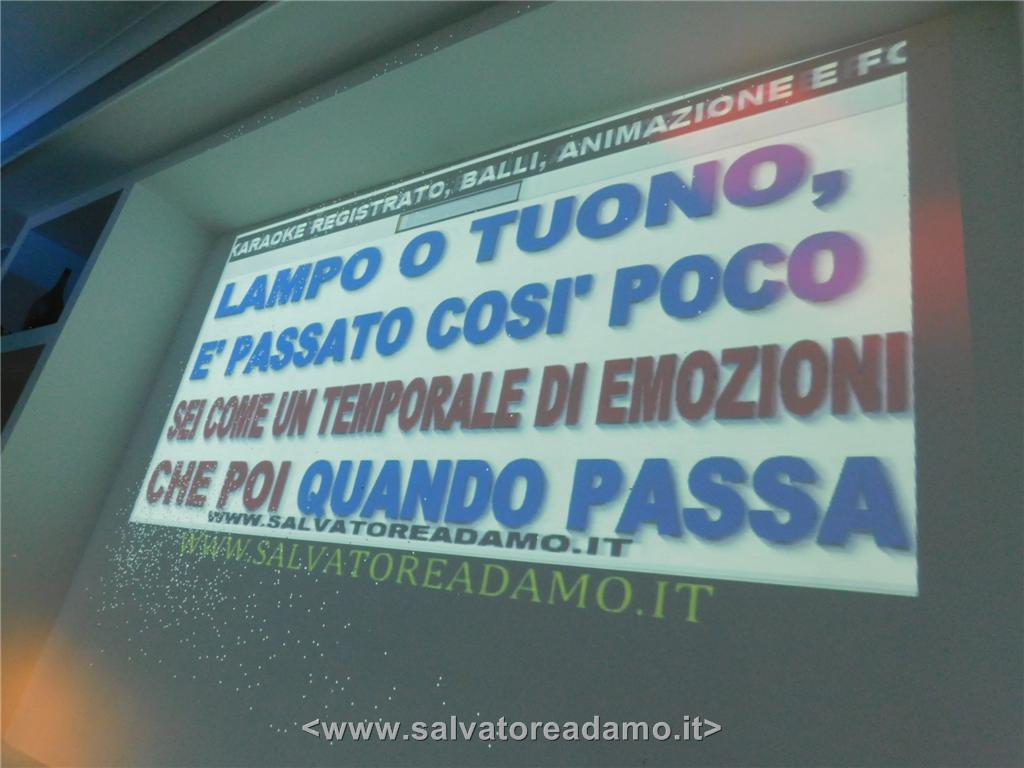 KARAOKE REGISTRATO, BALLI, ANIMAZIONE E FO
LAMPO O TUONO,
E' PASSATO COSI' POCO
SEI COME UN TEMPORALE DI EMOZIONI
CHE POI QUANDO PASSA
WWW.SALVATOREADAMO.IT
WWW.SALVATOREADAMO.IT
<www.salvatoreadamo.it>